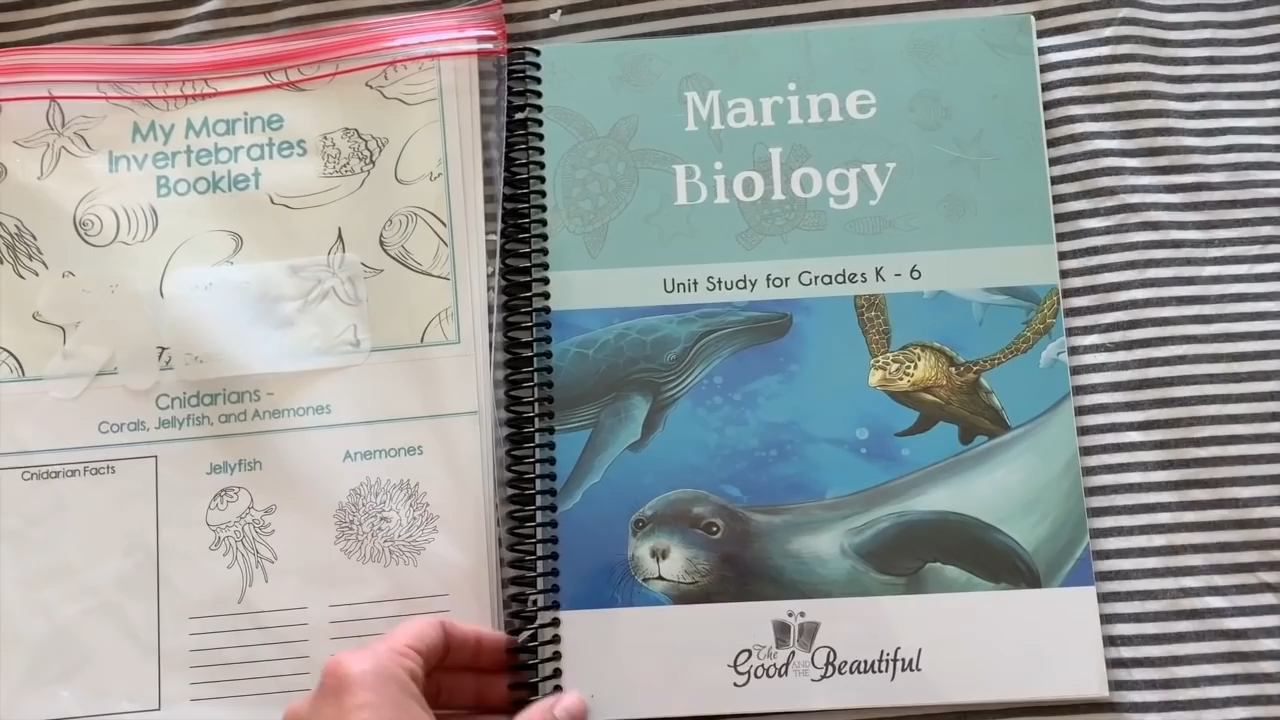 My Marine
Invertebrates
Booklet
Cnidarians -
Corals, Jellyfish, and Anemones
Cnidarian Facts
Jellyfish
Anemones
Marine
Biology
Unit Study for Grades K - 6
The
Good AND THE Beautiful